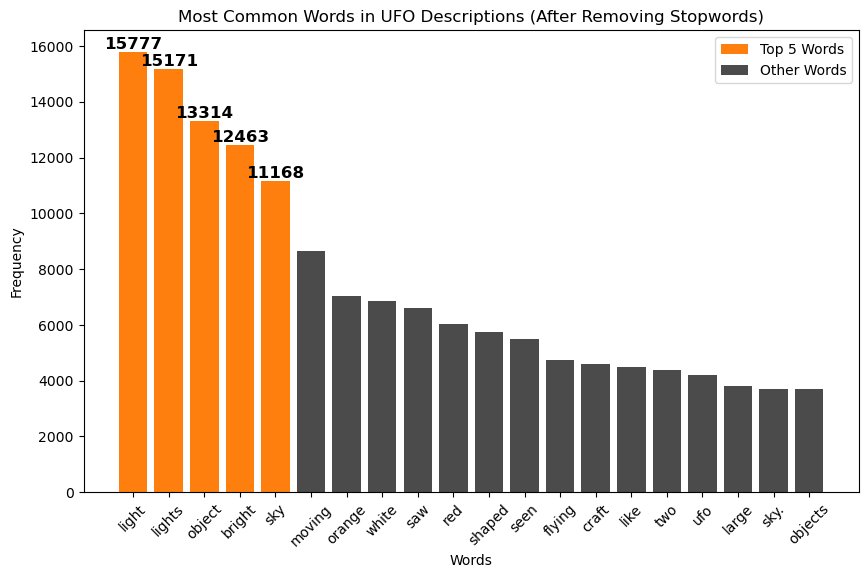 Most Common Words in UFO Descriptions (After Removing Stopwords)
Top 5 Words
Other Words
15777
15171
13314
12463
11168
16000
14000
12000
10000
8000
6000
4000
2000
0
Frequency
light
lights
object
bright
sky
moving
orange
white
saw
red
shaped
seen
flying
craft
like
two
ufo
large
sky.
objects
Words